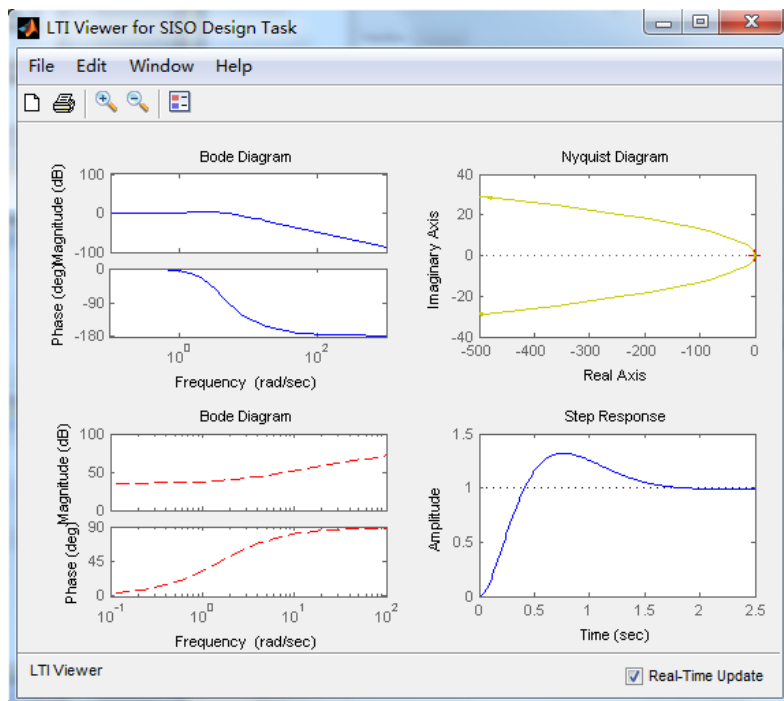 LTI Viewer for SISO Design Task
File Edit Window Help
Bode Diagram
Magnitude (dB)
100
0
-100
Phase (deg)
0
-90
-180
10^0 10^2
Frequency (rad/sec)
Nyquist Diagram
Imaginary Axis
40
20
0
-20
-40
-500 -400 -300 -200 -100 0
Real Axis
Bode Diagram
Magnitude (dB)
100
50
0
Phase (deg)
90
45
0
10^-1 10^0 10^1 10^2
Frequency (rad/sec)
Step Response
Amplitude
1.5
1
0.5
0
0 0.5 1 1.5 2 2.5
Time (sec)
LTI Viewer
Real-Time Update